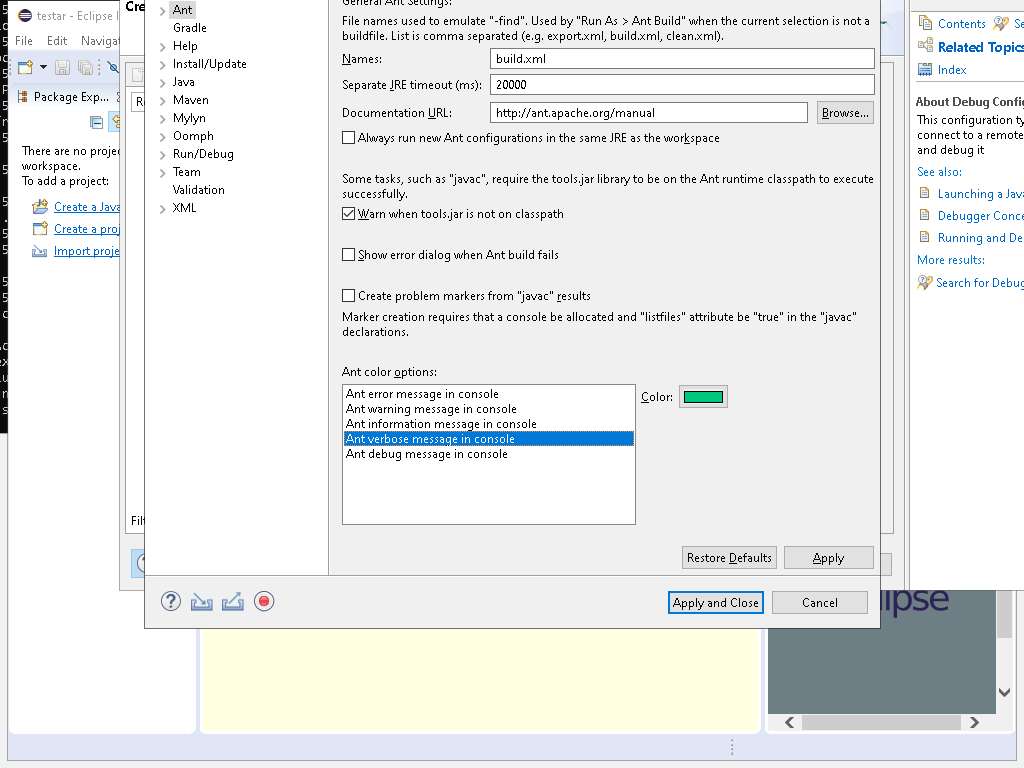 testar - Eclipse I
File Edit Navigat
Package Exp...
There are no projec
workspace.
To add a project:
Create a Java
Create a proj
Import proje
Cre
Ant
Gradle
Help
Install/Update
Java
Maven
Mylyn
Oomph
Run/Debug
Team
Validation
XML
General Ant Settings:
File names used to emulate "-find". Used by "Run As > Ant Build" when the current selection is not a
buildfile. List is comma separated (e.g. export.xml, build.xml, clean.xml).
Names: build.xml
Separate JRE timeout (ms): 20000
Documentation URL: http://ant.apache.org/manual Browse...
Always run new Ant configurations in the same JRE as the workspace
Some tasks, such as "javac", require the tools.jar library to be on the Ant runtime classpath to execute
successfully.
Warn when tools.jar is not on classpath
Show error dialog when Ant build fails
Create problem markers from "javac" results
Marker creation requires that a console be allocated and "listfiles" attribute be "true" in the "javac"
declarations.
Ant color options:
Ant error message in console
Ant warning message in console
Ant information message in console
Ant verbose message in console
Ant debug message in console
Color:
Restore Defaults Apply
Apply and Close Cancel
Filt
Contents Se
Related Topics
Index
About Debug Config
This configuration ty
connect to a remote
and debug it
See also:
Launching a Java
Debugger Conce
Running and De
More results:
Search for Debug
lipse